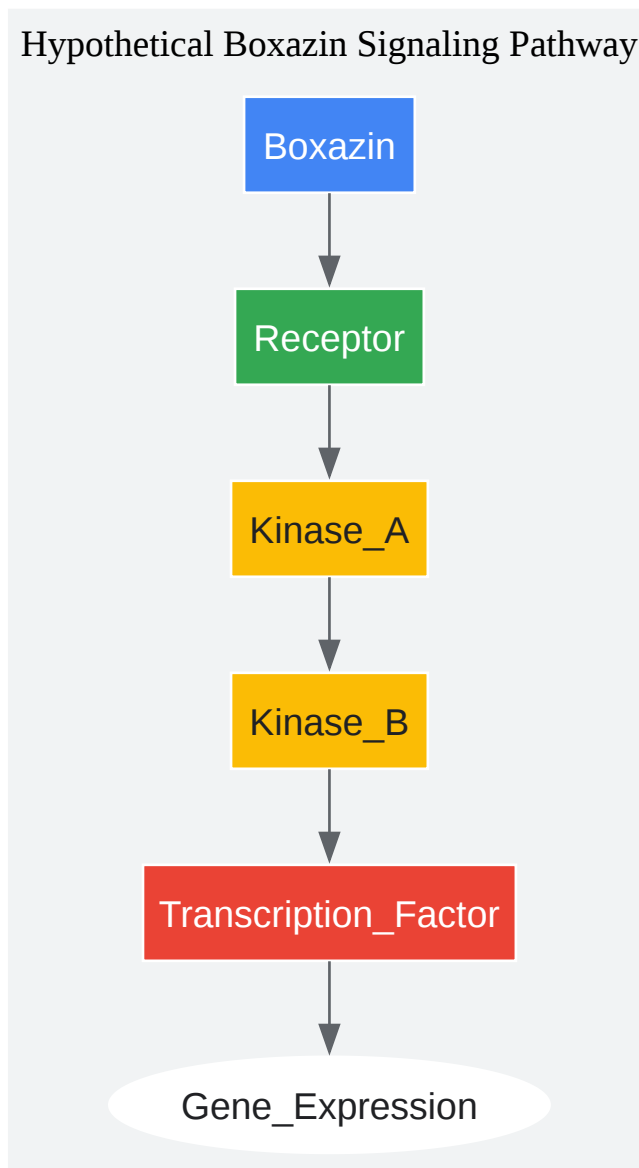 Hypothetical Boxazin Signaling Pathway
Boxazin
Receptor
Kinase_A
Kinase_B
Transcription_Factor
Gene_Expression